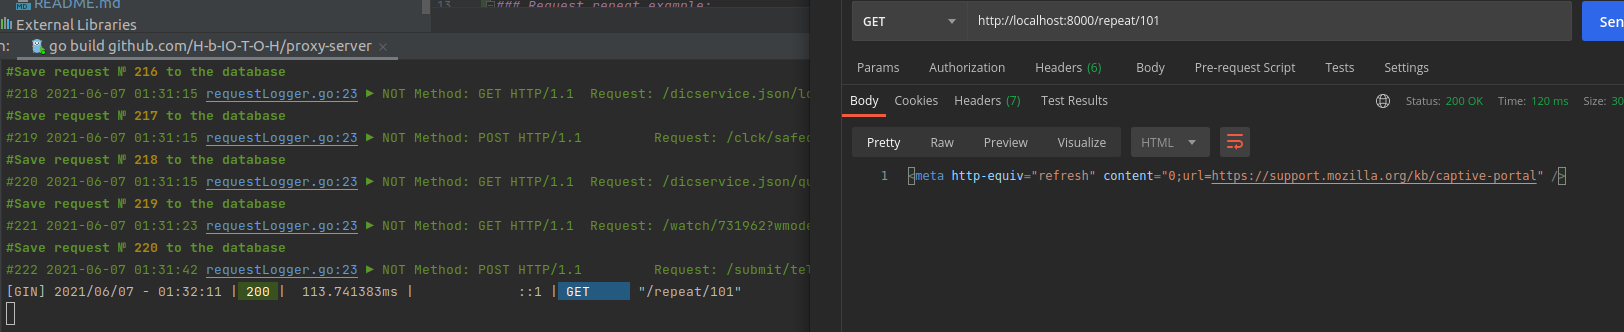 README.md
13 ### Request repeat example:
External Libraries
n: go build github.com/H-b-IO-T-O-H/proxy-server ×
#Save request № 216 to the database
#218 2021-06-07 01:31:15 requestLogger.go:23 ▶ NOT Method: GET HTTP/1.1 Request: /dicservice.json/lo
#Save request № 217 to the database
#219 2021-06-07 01:31:15 requestLogger.go:23 ▶ NOT Method: POST HTTP/1.1 Request: /clck/safec
#Save request № 218 to the database
#220 2021-06-07 01:31:15 requestLogger.go:23 ▶ NOT Method: GET HTTP/1.1 Request: /dicservice.json/qu
#Save request № 219 to the database
#221 2021-06-07 01:31:23 requestLogger.go:23 ▶ NOT Method: GET HTTP/1.1 Request: /watch/731962?wmode
#Save request № 220 to the database
#222 2021-06-07 01:31:42 requestLogger.go:23 ▶ NOT Method: POST HTTP/1.1 Request: /submit/tel
[GIN] 2021/06/07 - 01:32:11 | 200 | 113.741383ms | ::1 | GET "/repeat/101"
GET http://localhost:8000/repeat/101 Sen
Params Authorization Headers (6) Body Pre-request Script Tests Settings
Body Cookies Headers (7) Test Results Status: 200 OK Time: 120 ms Size: 30
Pretty Raw Preview Visualize HTML
1 <meta http-equiv="refresh" content="0;url=https://support.mozilla.org/kb/captive-portal" />